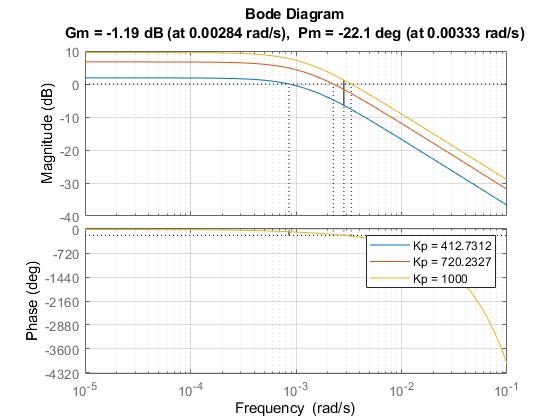 Bode Diagram
Gm = -1.19 dB (at 0.00284 rad/s),  Pm = -22.1 deg (at 0.00333 rad/s)
Magnitude (dB)
10
0
-10
-20
-30
-40
Phase (deg)
0
-720
-1440
-2160
-2880
-3600
-4320
Kp = 412.7312
Kp = 720.2327
Kp = 1000
10^-5
10^-4
10^-3
10^-2
10^-1
Frequency  (rad/s)